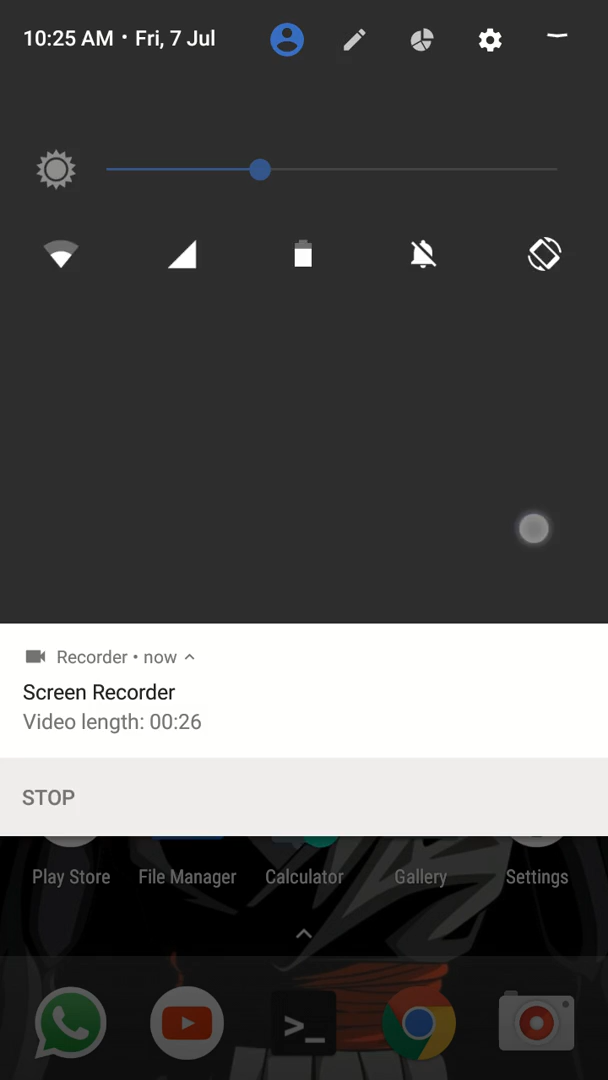 10:25 AM • Fri, 7 Jul
Recorder • now
Screen Recorder
Video length: 00:26
STOP
Play Store File Manager Calculator Gallery Settings
>_